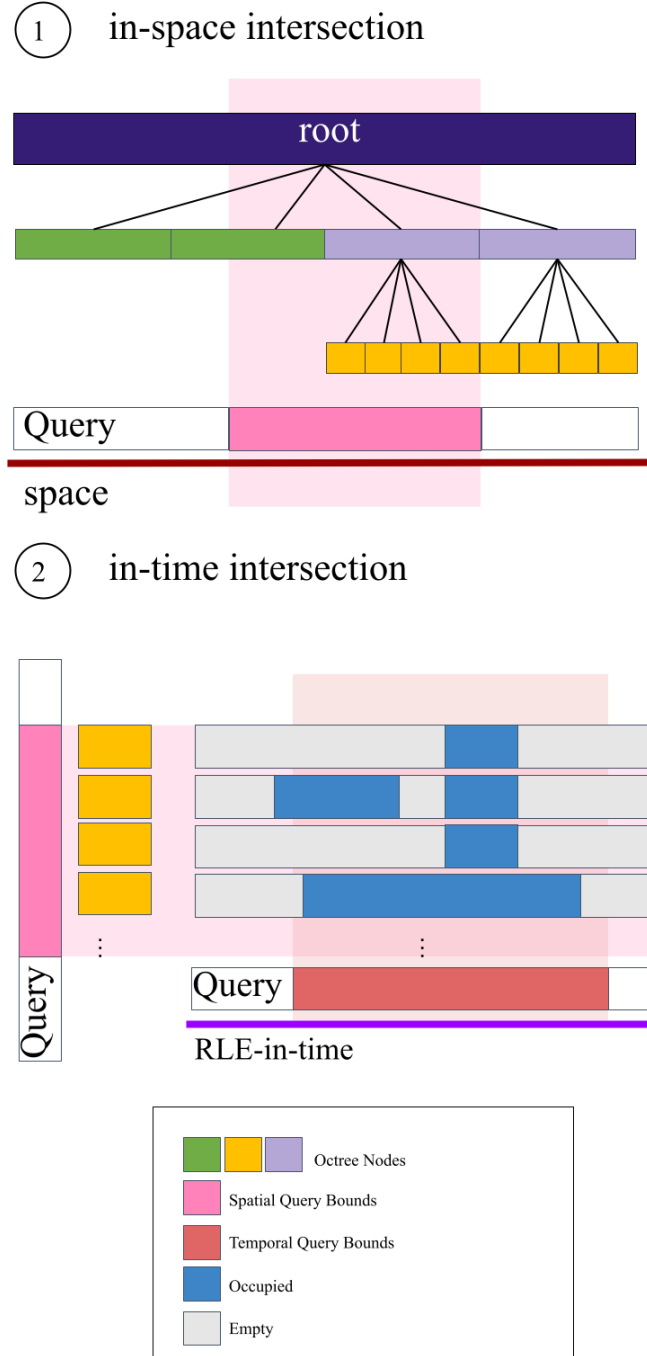 1 in-space intersection
root
Query
space
2 in-time intersection
⋮ ⋮
Query
Query
RLE-in-time
Octree Nodes
Spatial Query Bounds
Temporal Query Bounds
Occupied
Empty